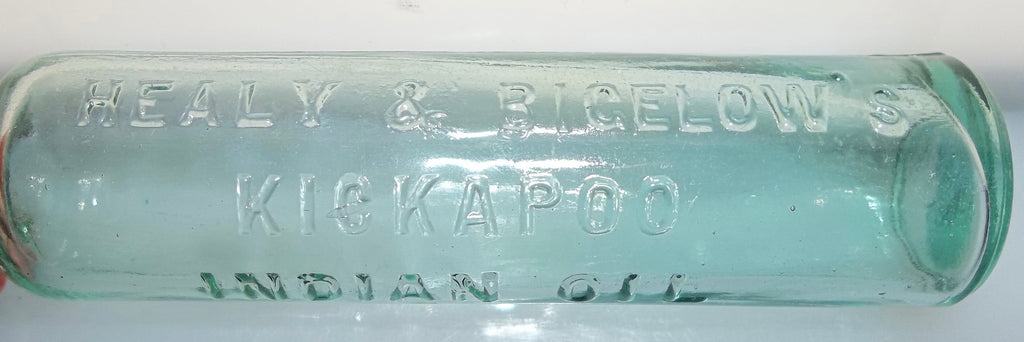 HEALY & BIGELOW'S
KICKAPOO
INDIAN OIL